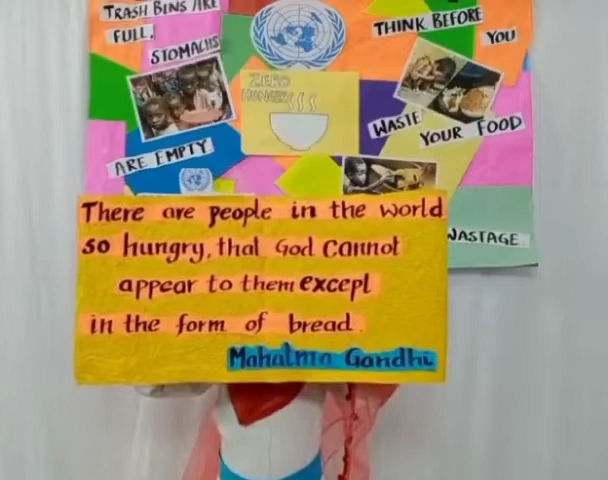 TRASH BINS ARE
FULL.
STOMACHS
ARE EMPTY
ZERO
HUNGER
THINK BEFORE
YOU
WASTE
YOUR FOOD
WASTAGE.
There are people in the world
so hungry, that God cannot
appear to them except
in the form of bread.
Mahatma Gandhi